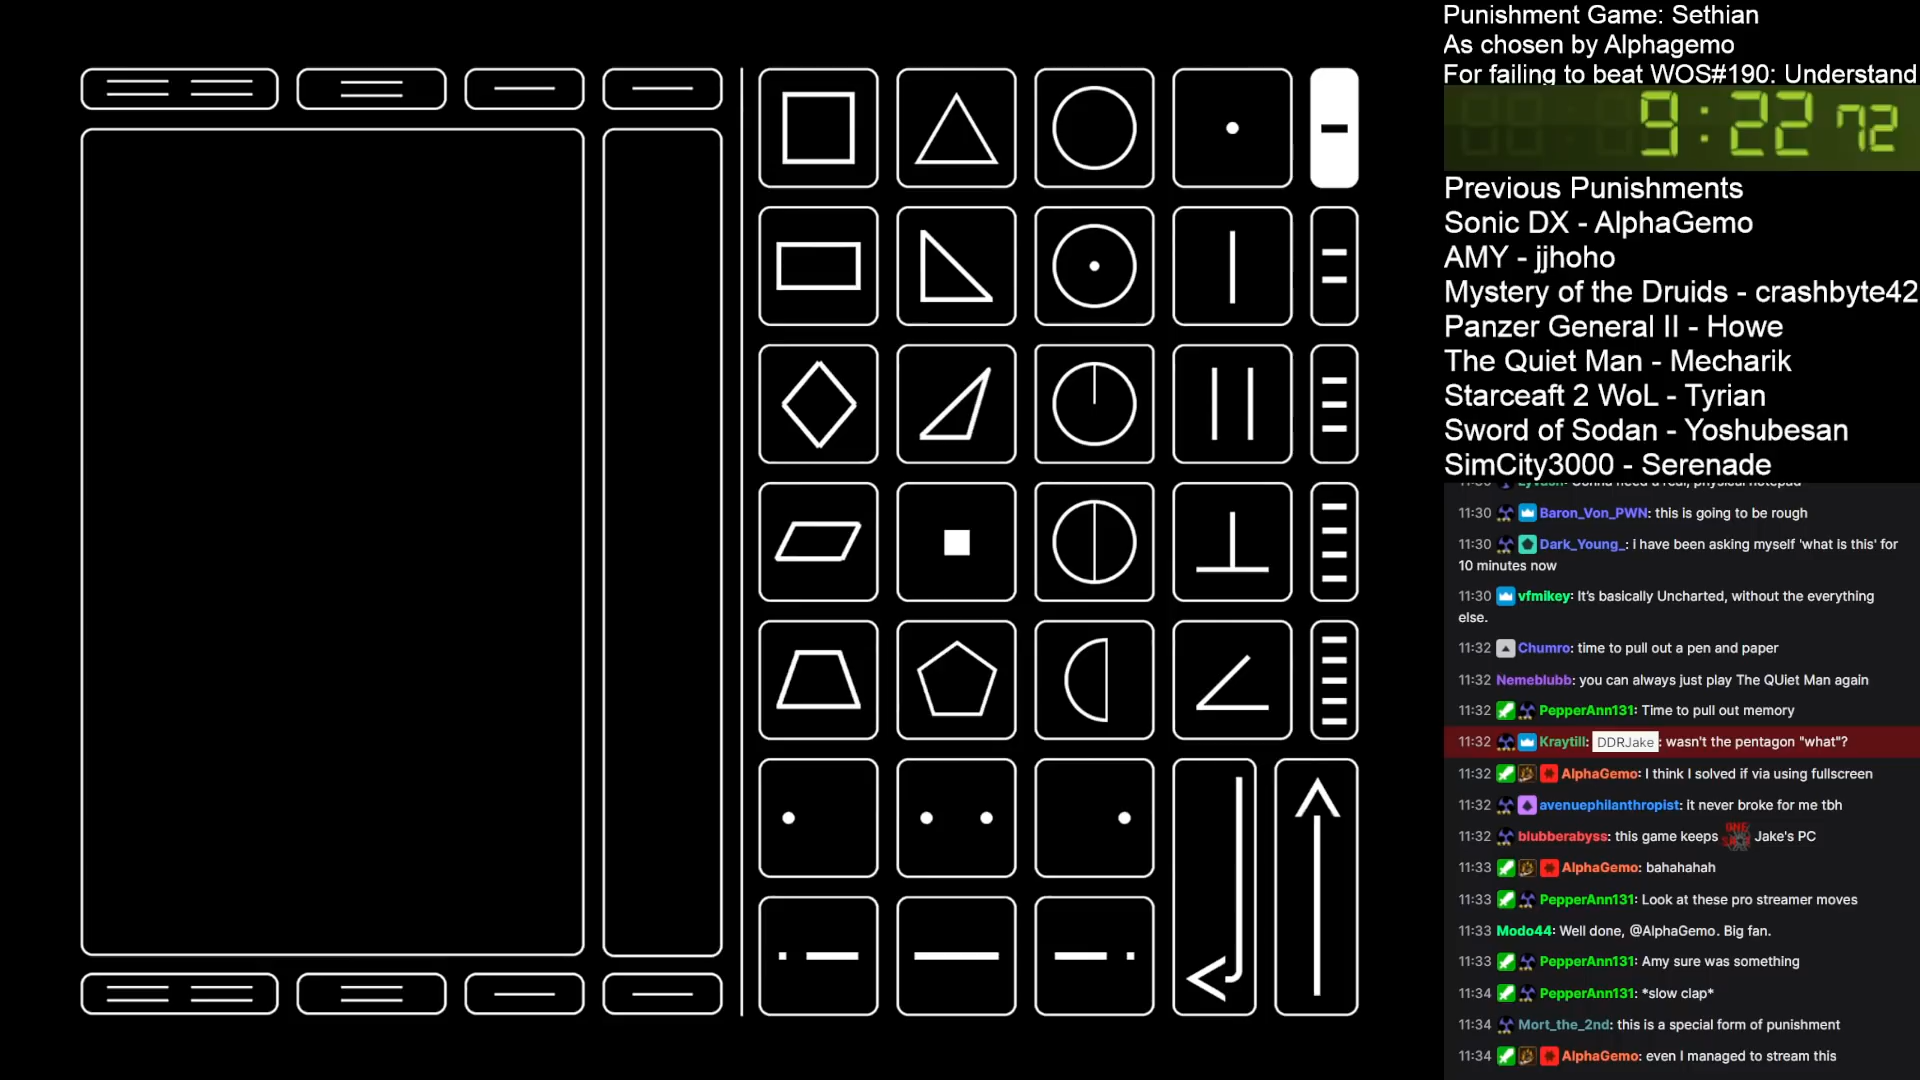 Punishment Game: Sethian
As chosen by Alphagemo
For failing to beat WOS#190: Understand
9:22 72
Previous Punishments
Sonic DX - AlphaGemo
AMY - jjhoho
Mystery of the Druids - crashbyte42
Panzer General II - Howe
The Quiet Man - Mecharik
Starceaft 2 WoL - Tyrian
Sword of Sodan - Yoshubesan
SimCity3000 - Serenade
11:30 Baron_Von_PWN: this is going to be rough
11:30 Dark_Young_: i have been asking myself 'what is this' for
10 minutes now
11:30 vfmikey: It's basically Uncharted, without the everything
else.
11:32 Chumro: time to pull out a pen and paper
11:32 Nemeblubb: you can always just play The QUiet Man again
11:32 PepperAnn131: Time to pull out memory
11:32 Kraytill: DDRJake: wasn't the pentagon "what"?
11:32 AlphaGemo: I think I solved if via using fullscreen
11:32 avenuephilanthropist: it never broke for me tbh
11:32 blubberabyss: this game keeps Jake's PC
11:33 AlphaGemo: bahahahah
11:33 PepperAnn131: Look at these pro streamer moves
11:33 Modo44: Well done, @AlphaGemo. Big fan.
11:33 PepperAnn131: Amy sure was something
11:34 PepperAnn131: *slow clap*
11:34 Mort_the_2nd: this is a special form of punishment
11:34 AlphaGemo: even I managed to stream this